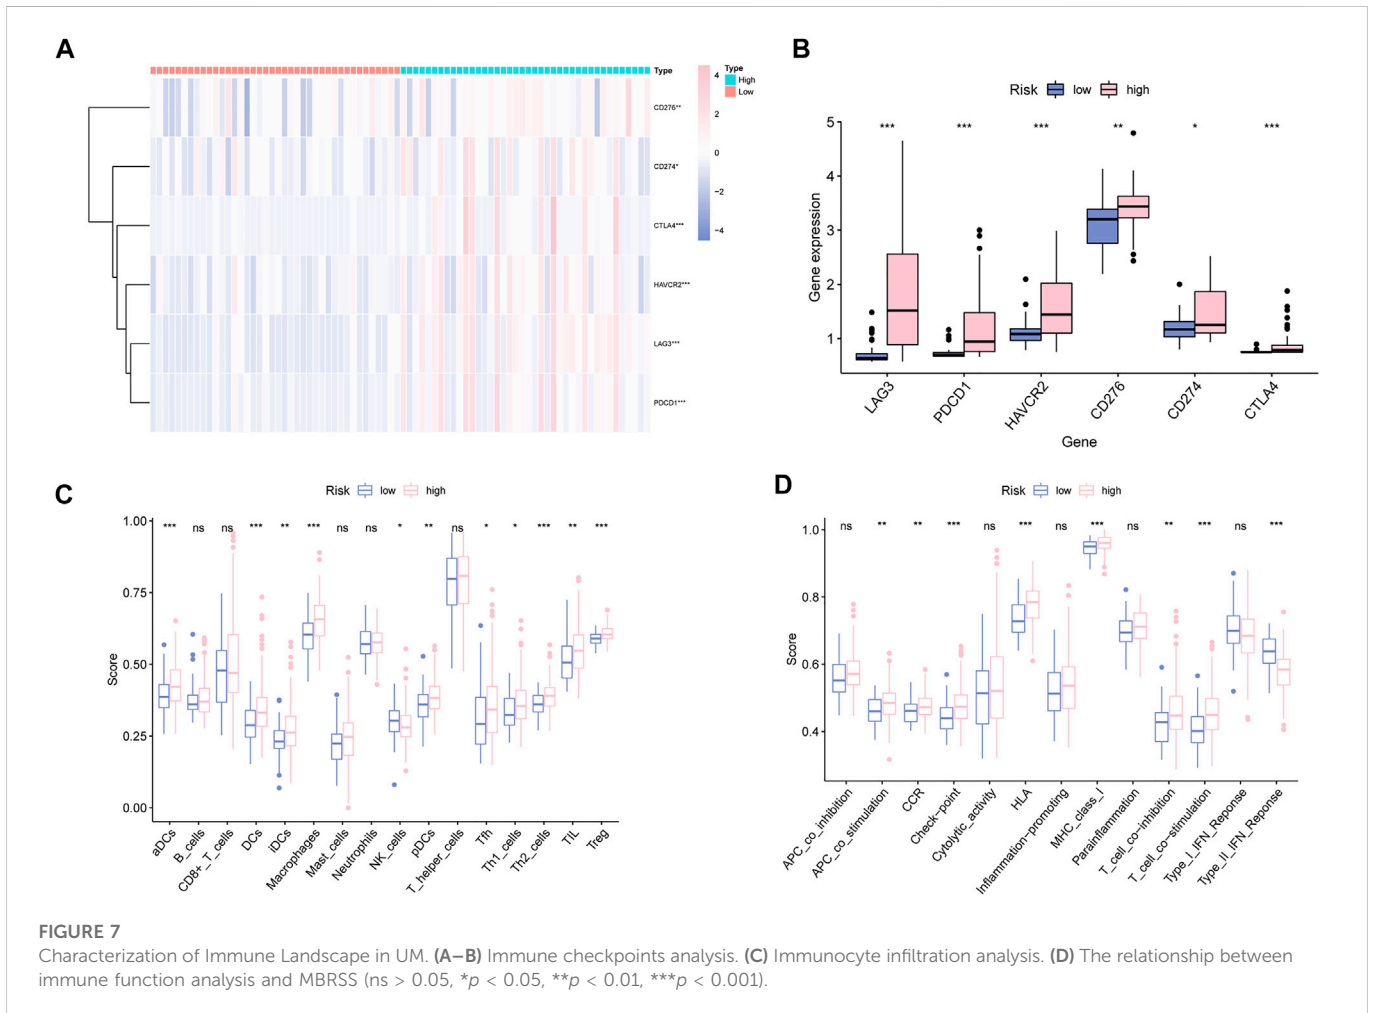 A
Type
Type
High
Low
4
2
0
−2
−4
CD276**
CD274*
CTLA4***
HAVCR2***
LAG3***
PDCD1***
B
Risk low high
Gene expression
5
4
3
2
1
*** *** *** ** * ***
LAG3 PDCD1 HAVCR2 CD276 CD274 CTLA4
Gene
C
Risk low high
Score
1.00
0.75
0.50
0.25
0.00
*** ns ns *** ** *** ns ns * ** ns * * *** ** ***
aDCs B_cells CD8+_T_cells DCs iDCs Macrophages Mast_cells Neutrophils NK_cells pDCs T_helper_cells Tfh Th1_cells Th2_cells TIL Treg
D
Risk low high
Score
1.0
0.8
0.6
0.4
ns ** ** *** ns *** ns *** ns ** *** ns ***
APC_co_inhibition APC_co_stimulation CCR Check−point Cytolytic_activity HLA Inflammation−promoting MHC_class_I Parainflammation T_cell_co−inhibition T_cell_co−stimulation Type_I_IFN_Reponse Type_II_IFN_Reponse
FIGURE 7
Characterization of Immune Landscape in UM. (A–B) Immune checkpoints analysis. (C) Immunocyte infiltration analysis. (D) The relationship between
immune function analysis and MBRSS (ns > 0.05, *p < 0.05, **p < 0.01, ***p < 0.001).